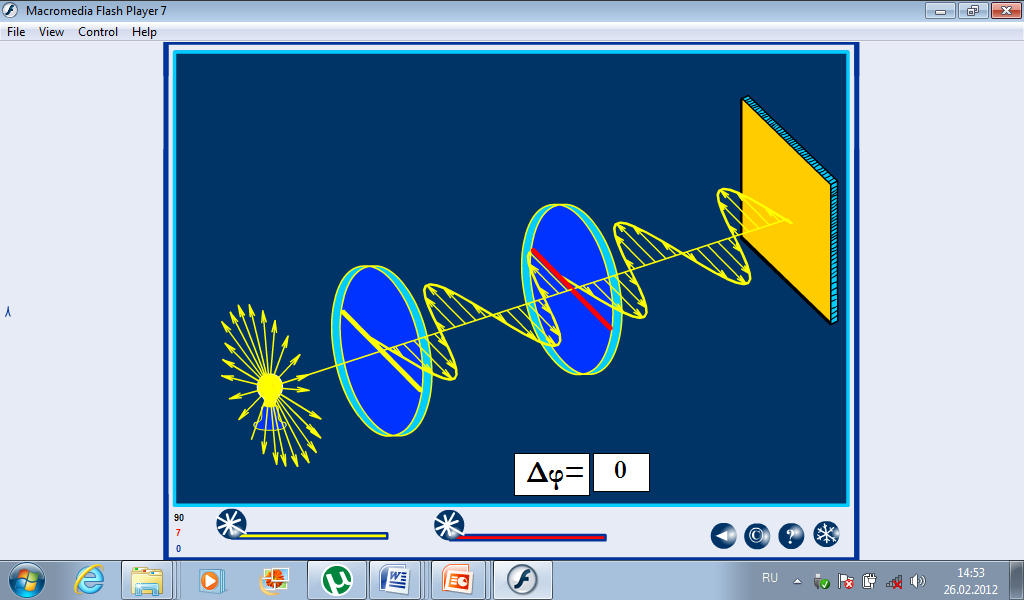 Macromedia Flash Player 7
File View Control Help
Δφ= 0
90
7
0
©
?
RU
14:53
26.02.2012